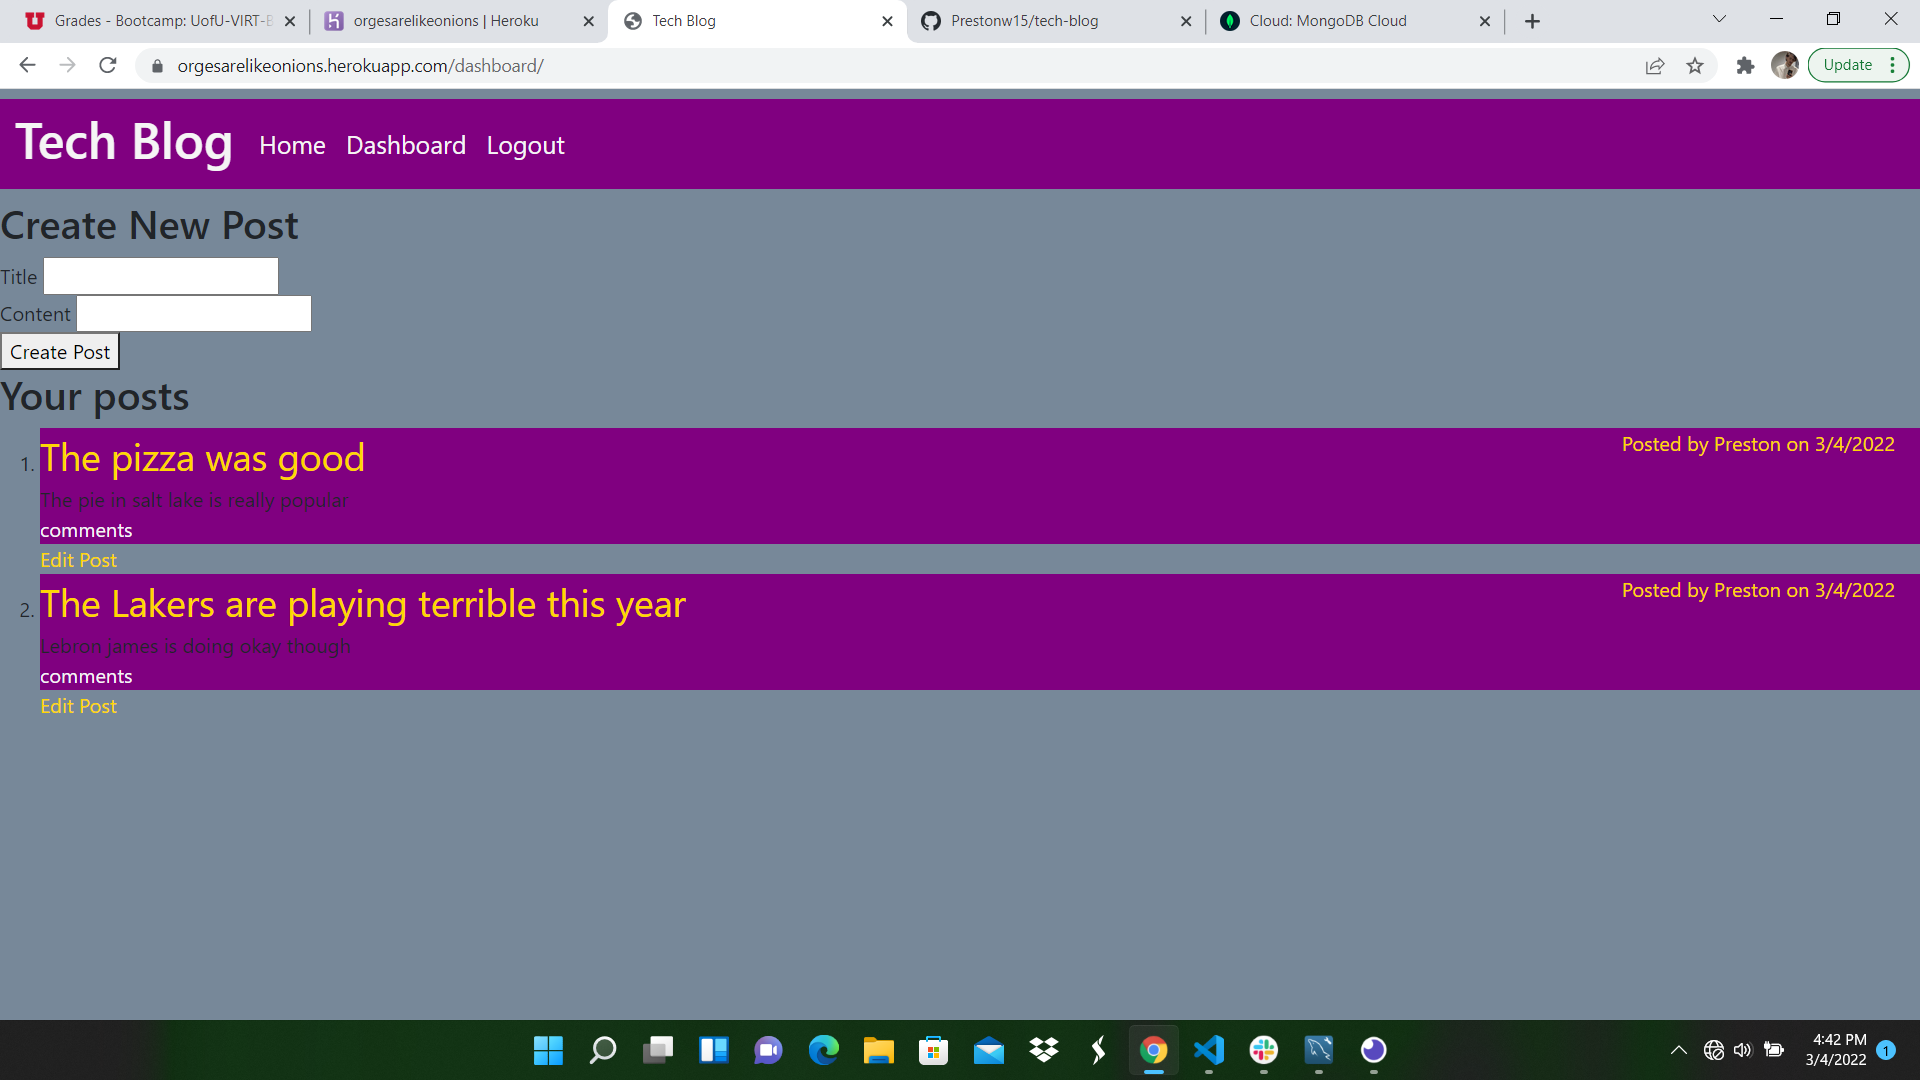 Grades - Bootcamp: UofU-VIRT-B
orgesarelikeonions | Heroku
Tech Blog
Prestonw15/tech-blog
Cloud: MongoDB Cloud
orgesarelikeonions.herokuapp.com/dashboard/
Update
Tech Blog Home Dashboard Logout
Create New Post
Title
Content
Create Post
Your posts
1. The pizza was good
Posted by Preston on 3/4/2022
The pie in salt lake is really popular
comments
Edit Post
2. The Lakers are playing terrible this year
Posted by Preston on 3/4/2022
Lebron james is doing okay though
comments
Edit Post
4:42 PM
3/4/2022
1